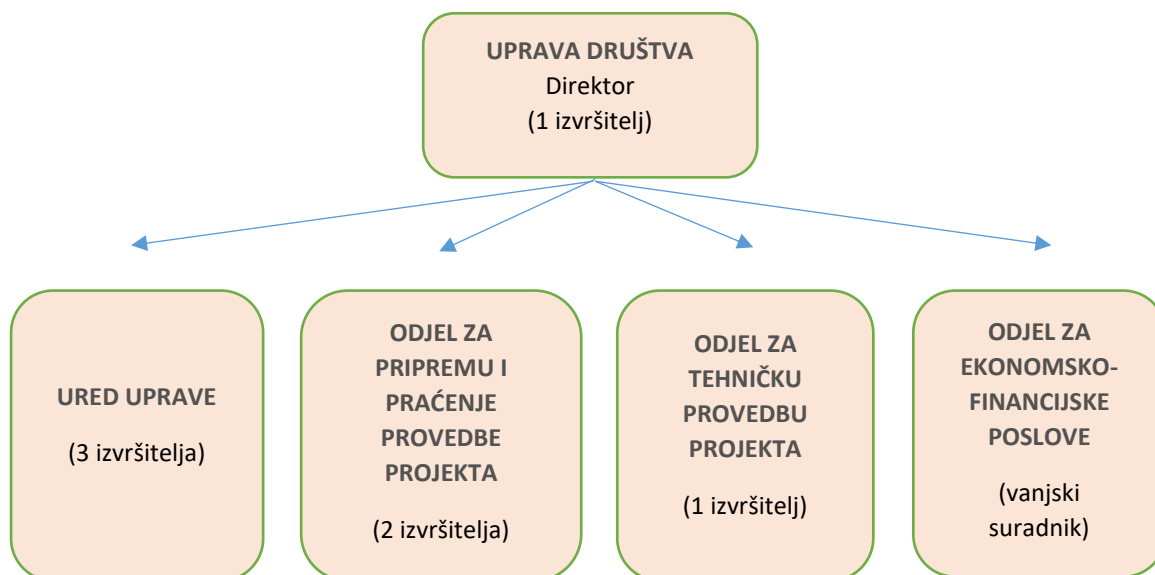 UPRAVA DRUŠTVA
Direktor
(1 izvršitelj)
URED UPRAVE
(3 izvršitelja)
ODJEL ZA
PRIPREMU I
PRAĆENJE
PROVEDBE
PROJEKTA
(2 izvršitelja)
ODJEL ZA
TEHNIČKU
PROVEDBU
PROJEKTA
(1 izvršitelj)
ODJEL ZA
EKONOMSKO-
FINANCIJSKE
POSLOVE
(vanjski
suradnik)